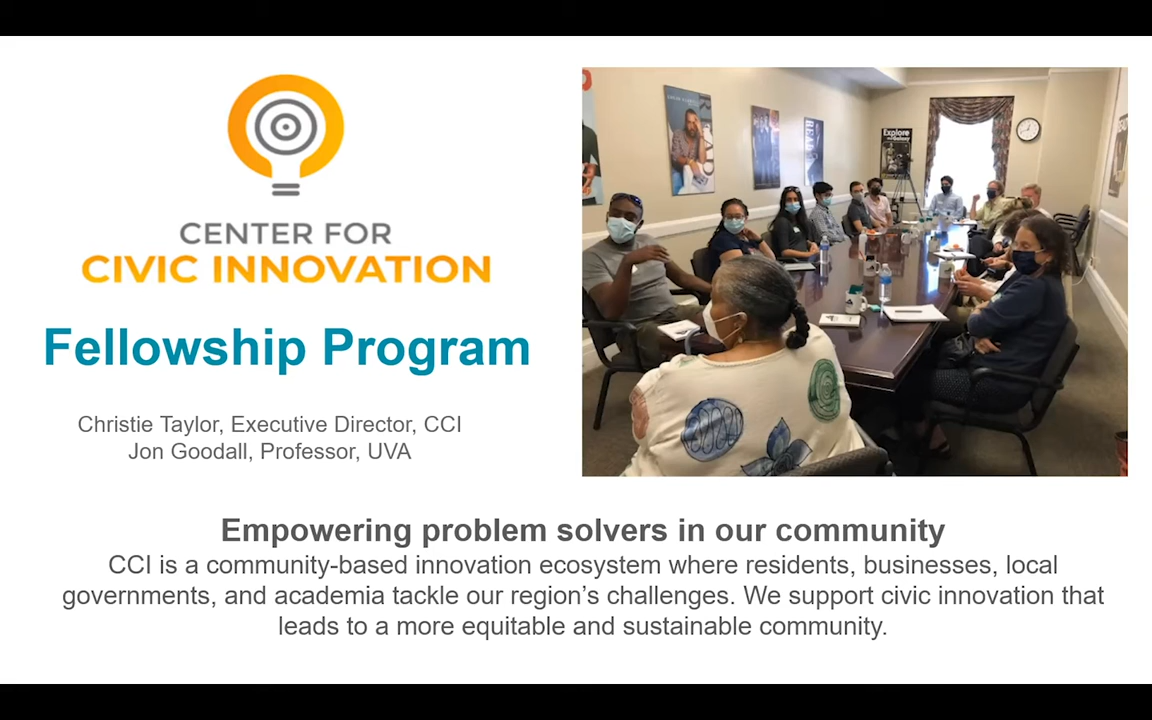 CENTER FOR
CIVIC INNOVATION
Fellowship Program
Christie Taylor, Executive Director, CCI
Jon Goodall, Professor, UVA
Explore
Empowering problem solvers in our community
CCI is a community-based innovation ecosystem where residents, businesses, local
governments, and academia tackle our region's challenges. We support civic innovation that
leads to a more equitable and sustainable community.